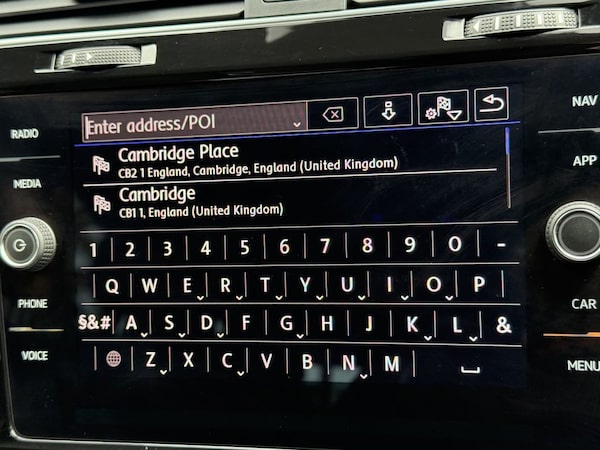 RADIO
MEDIA
PHONE
VOICE
Enter address/POI
Cambridge Place
CB2 1 England, Cambridge, England (United Kingdom)
Cambridge
CB1 1, England (United Kingdom)
1 2 3 4 5 6 7 8 9 0 -
Q W E R T Y U I O P
§&#| A S D F G H J K L &
Z X C V B N M
NAV
APP
CAR
MENU